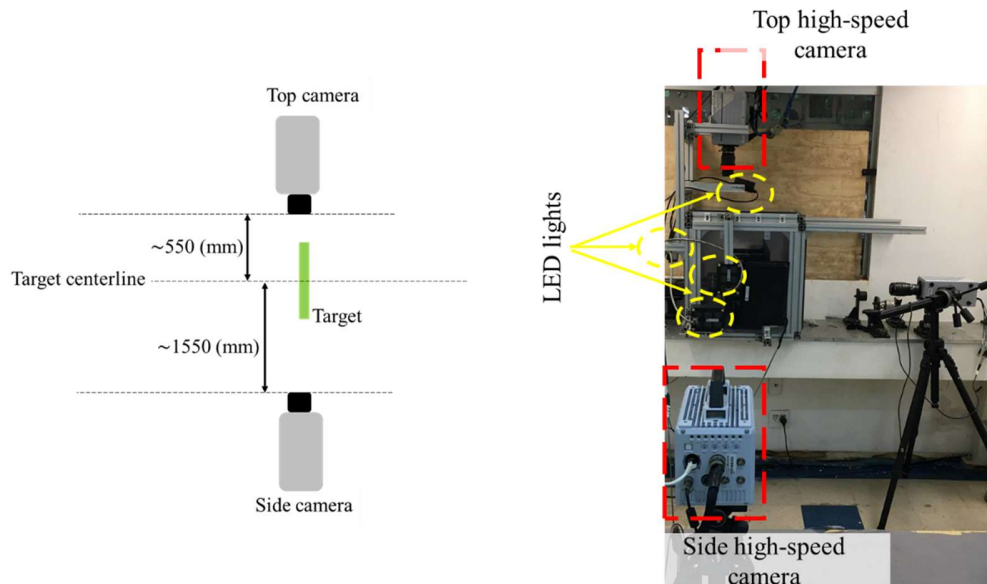 Top high-speed
camera
Top camera
~550 (mm)
Target centerline
Target
~1550 (mm)
Side camera
LED lights
Side high-speed
camera